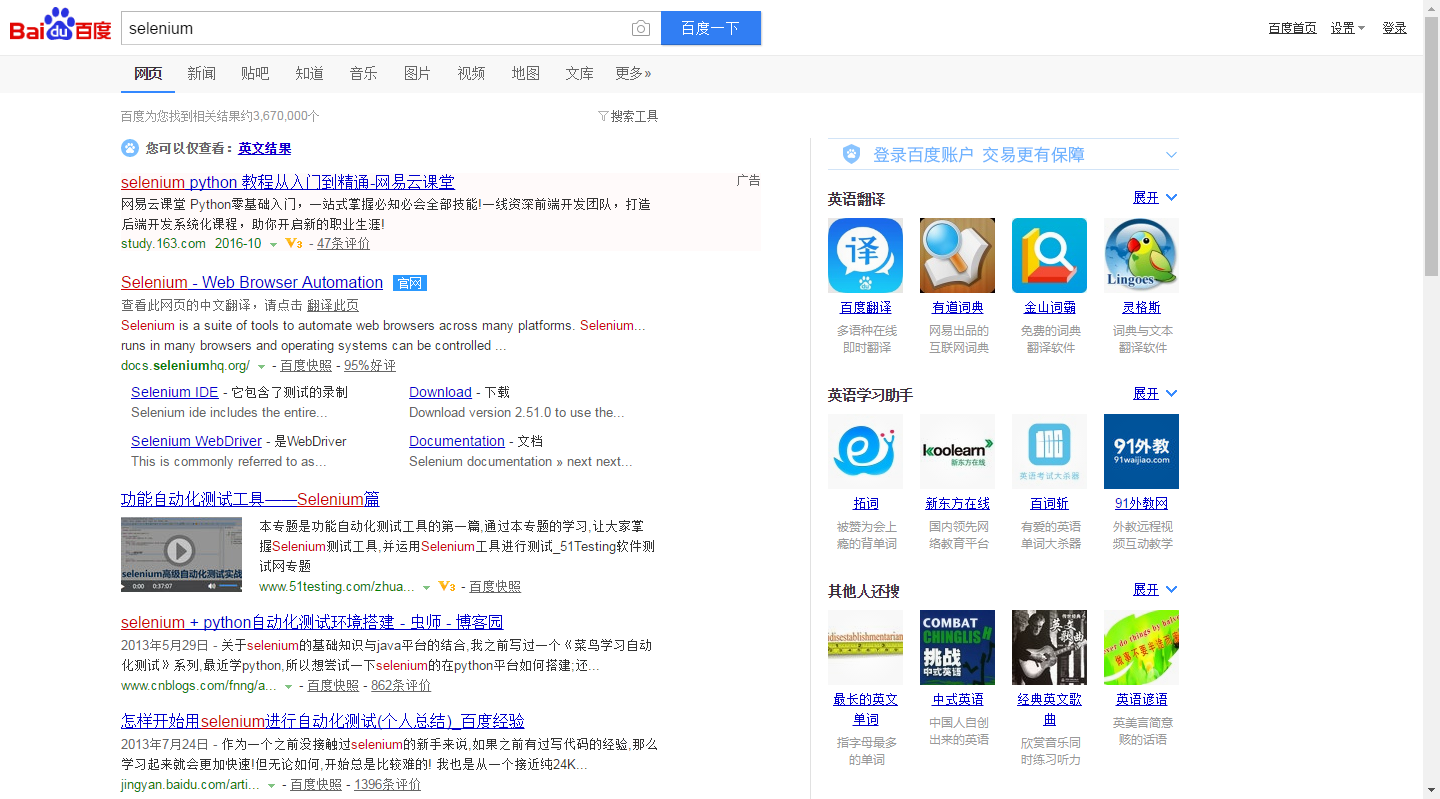 Bai du 百度
selenium
百度一下
百度首页 设置 登录
网页 新闻 贴吧 知道 音乐 图片 视频 地图 文库 更多»
百度为您找到相关结果约3,670,000个
搜索工具
您可以仅查看：英文结果
selenium python 教程从入门到精通-网易云课堂
广告
网易云课堂 Python零基础入门，一站式掌握必知必会全部技能!一线资深前端开发团队，打造
后端开发系统化课程，助你开启新的职业生涯!
study.163.com 2016-10 V3 - 47条评价
Selenium - Web Browser Automation 官网
查看此网页的中文翻译，请点击 翻译此页
Selenium is a suite of tools to automate web browsers across many platforms. Selenium...
runs in many browsers and operating systems can be controlled ...
docs.seleniumhq.org/ - 百度快照 - 95%好评
Selenium IDE - 它包含了测试的录制
Selenium ide includes the entire...
Download - 下载
Download version 2.51.0 to use the...
Selenium WebDriver - 是WebDriver
This is commonly referred to as...
Documentation - 文档
Selenium documentation » next next...
功能自动化测试工具——Selenium篇
selenium高级自动化测试实战
0:00 0:37:07
本专题是功能自动化测试工具的第一篇,通过本专题的学习,让大家掌
握Selenium测试工具,并运用Selenium工具进行测试_51Testing软件测
试网专题
www.51testing.com/zhua... V3 - 百度快照
selenium + python自动化测试环境搭建 - 虫师 - 博客园
2013年5月29日 - 关于selenium的基础知识与java平台的结合,我之前写过一个《菜鸟学习自动
化测试》系列,最近学python,所以想尝试一下selenium的在python平台如何搭建;还...
www.cnblogs.com/fnng/a... - 百度快照 - 862条评价
怎样开始用selenium进行自动化测试(个人总结)_百度经验
2013年7月24日 - 作为一个之前没接触过selenium的新手来说,如果之前有过写代码的经验,那么
学习起来就会更加快速!但无论如何,开始总是比较难的! 我也是从一个接近纯24K...
jingyan.baidu.com/arti... - 百度快照 - 1396条评价
登录百度账户 交易更有保障
英语翻译
展开
译
Lingoes
百度翻译 有道词典 金山词霸 灵格斯
多语种在线 网易出品的 免费的词典 词典与文本
即时翻译 互联网词典 翻译软件 翻译软件
英语学习助手
展开
koolearn
新东方在线
英语考试大杀器
91外教
91waijiao.com
拓词 新东方在线 百词斩 91外教网
被赞为会上 国内领先网 有爱的英语 外教远程视
瘾的背单词 络教育平台 单词大杀器 频互动教学
其他人还搜
展开
idisestablishmentarian
COMBAT
CHINGLISH
挑战
中式英语
英文歌曲
ever do things by halve
做事不要半途而废
最长的英文 中式英语 经典英文歌 英语谚语
单词 曲
指字母最多
的单词
中国人自创
出来的英语
欣赏音乐同
时练习听力
英美言简意
赅的话语